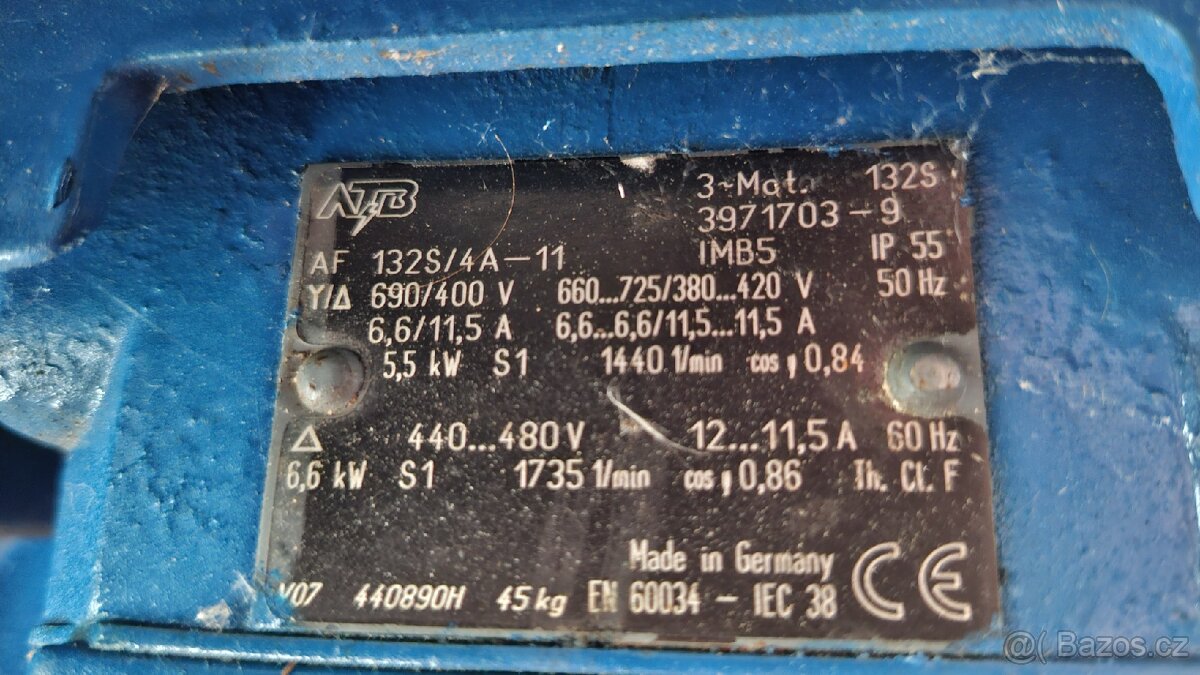 ATB 3~Mot. 132S
3971703-9
AF 132S/4A-11 IMB5 IP 55
Y/Δ 690/400 V 660...725/380...420 V 50 Hz
6,6/11,5 A 6,6...6,6/11,5...11,5 A
5,5 kW S1 1440 1/min cos φ 0,84
Δ 440...480 V 12...11,5 A 60 Hz
6,6 kW S1 1735 1/min cos φ 0,86 Th. Cl. F
Made in Germany CE
V07 440890H 45 kg EN 60034 - IEC 38
Bazos.cz